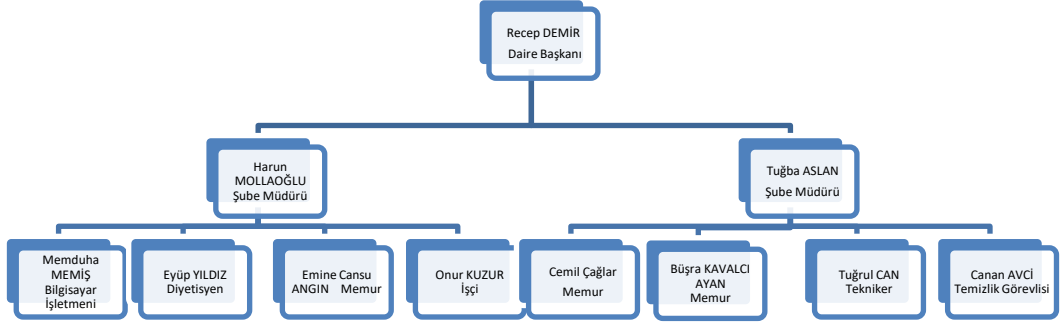 Recep DEMİR
Daire Başkanı
Harun
MOLLAOĞLU
Şube Müdürü
Tuğba ASLAN
Şube Müdürü
Memduha
MEMİŞ
Bilgisayar
İşletmeni
Eyüp YILDIZ
Diyetisyen
Emine Cansu
ANGIN Memur
Onur KUZUR
İşçi
Cemil Çağlar
Memur
Büşra KAVALCI
AYAN
Memur
Tuğrul CAN
Tekniker
Canan AVCİ
Temizlik Görevlisi